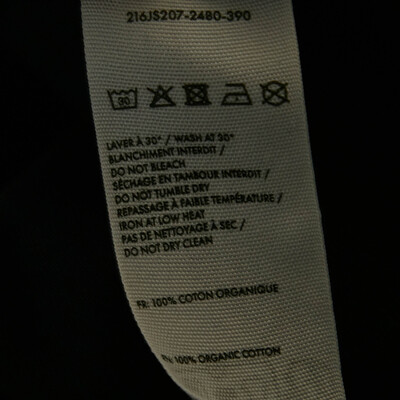 216JS207-2480-390
30
LAVER À 30° / WASH AT 30°
BLANCHIMENT INTERDIT /
DO NOT BLEACH
SÉCHAGE EN TAMBOUR INTERDIT /
DO NOT TUMBLE DRY
REPASSAGE À FAIBLE TEMPÉRATURE /
IRON AT LOW HEAT
PAS DE NETTOYAGE À SEC /
DO NOT DRY CLEAN
FR: 100% COTON ORGANIQUE
EN: 100% ORGANIC COTTON